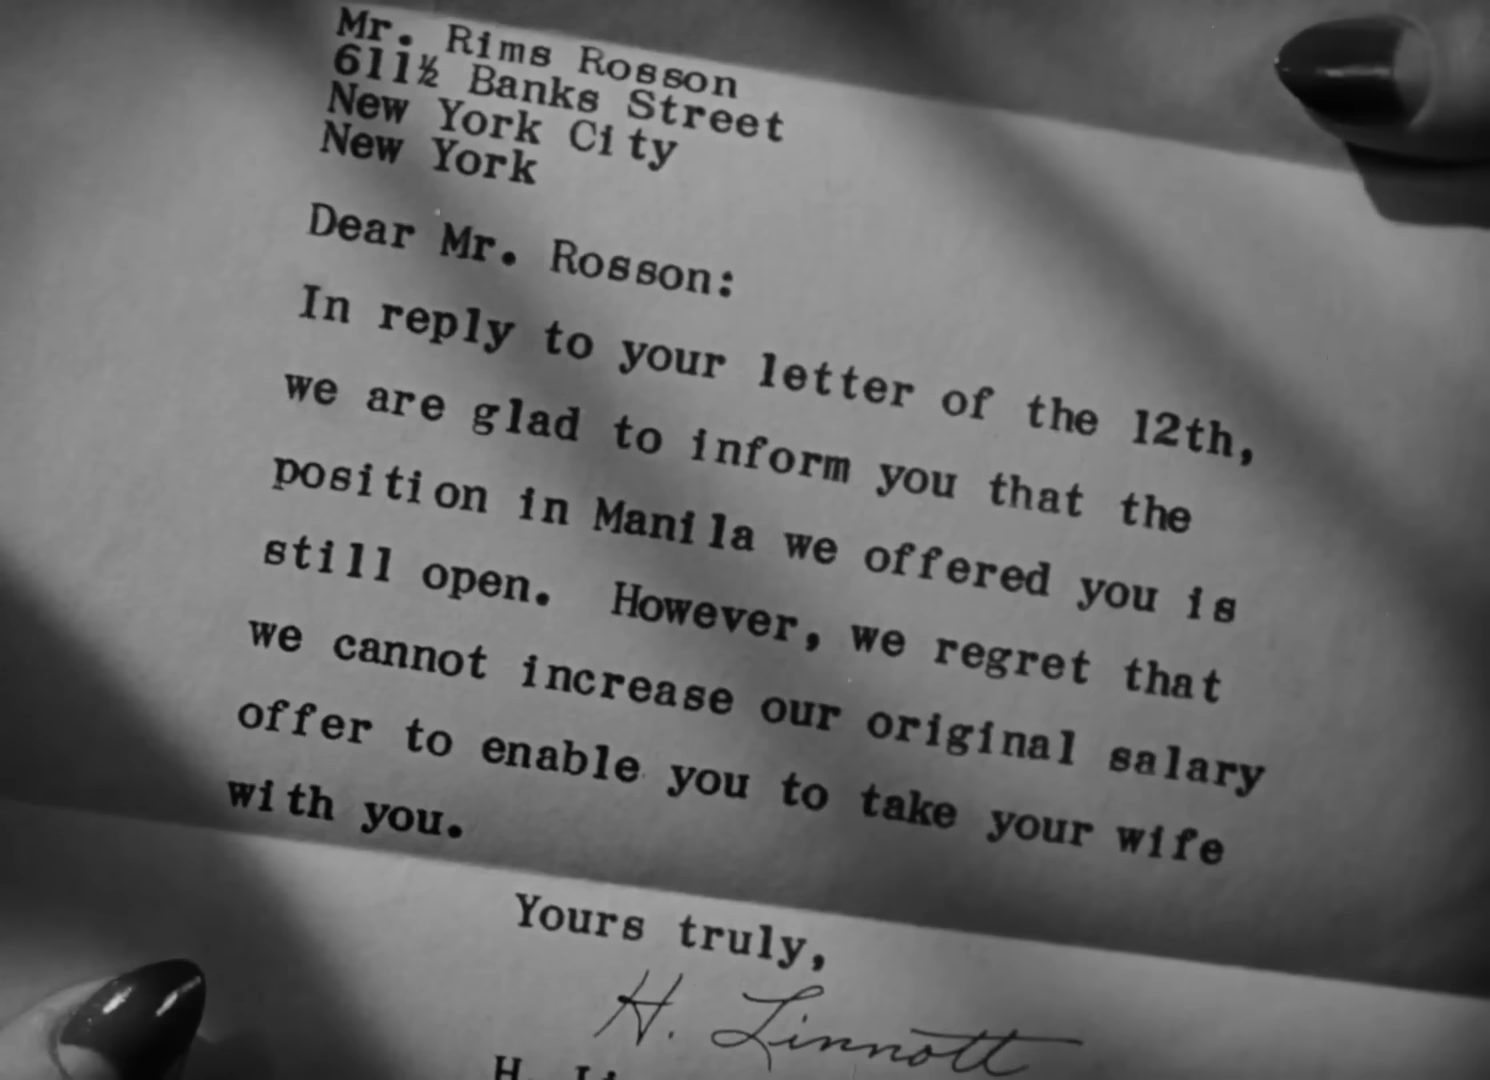 Mr. Rims Rosson
611½ Banks Street
New York City
New York
Dear Mr. Rosson:
In reply to your letter of the 12th,
we are glad to inform you that the
position in Manila we offered you is
still open. However, we regret that
we cannot increase our original salary
offer to enable you to take your wife
with you.
Yours truly,
H. Linnott
H.